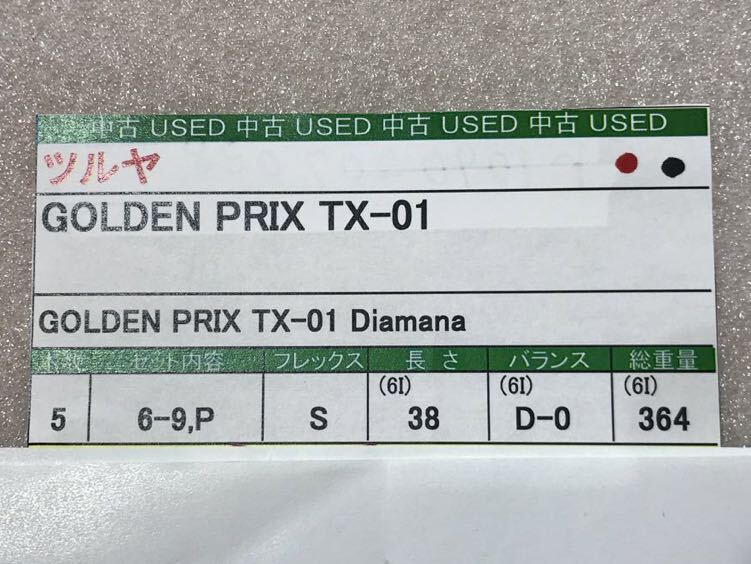 中古 USED 中古 USED 中古 USED 中古 USED
ツルヤ
GOLDEN PRIX TX-01
GOLDEN PRIX TX-01 Diamana
本数 セット内容 フレックス 長さ バランス 総重量
5 6-9,P S (6I) 38 (6I) D-0 (6I) 364